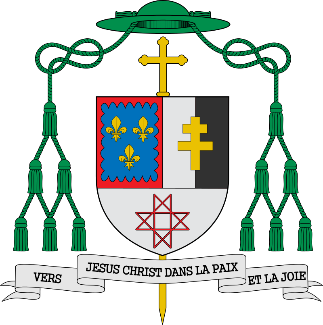 VERS
JESUS CHRIST DANS LA PAIX
ET LA JOIE